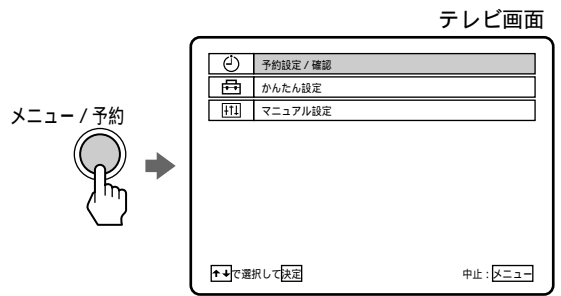 テレビ画面
メニュー / 予約
予約設定 / 確認
かんたん設定
マニュアル設定
↑↓で選択して決定
中止 : メニュー